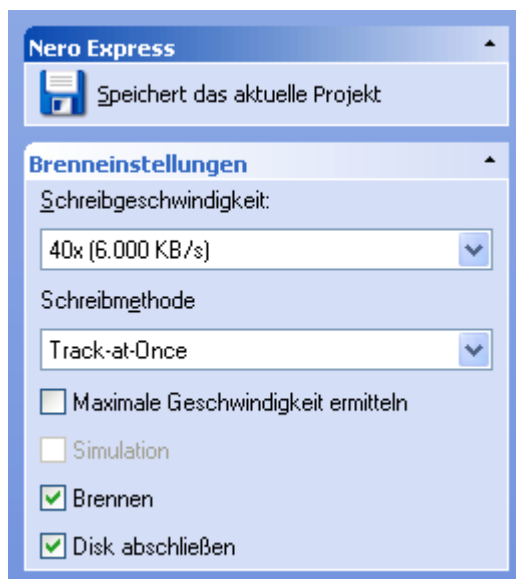 Nero Express
Speichert das aktuelle Projekt
Brenneinstellungen
Schreibgeschwindigkeit:
40x (6.000 KB/s)
Schreibmethode
Track-at-Once
Maximale Geschwindigkeit ermitteln
Simulation
Brennen
Disk abschließen